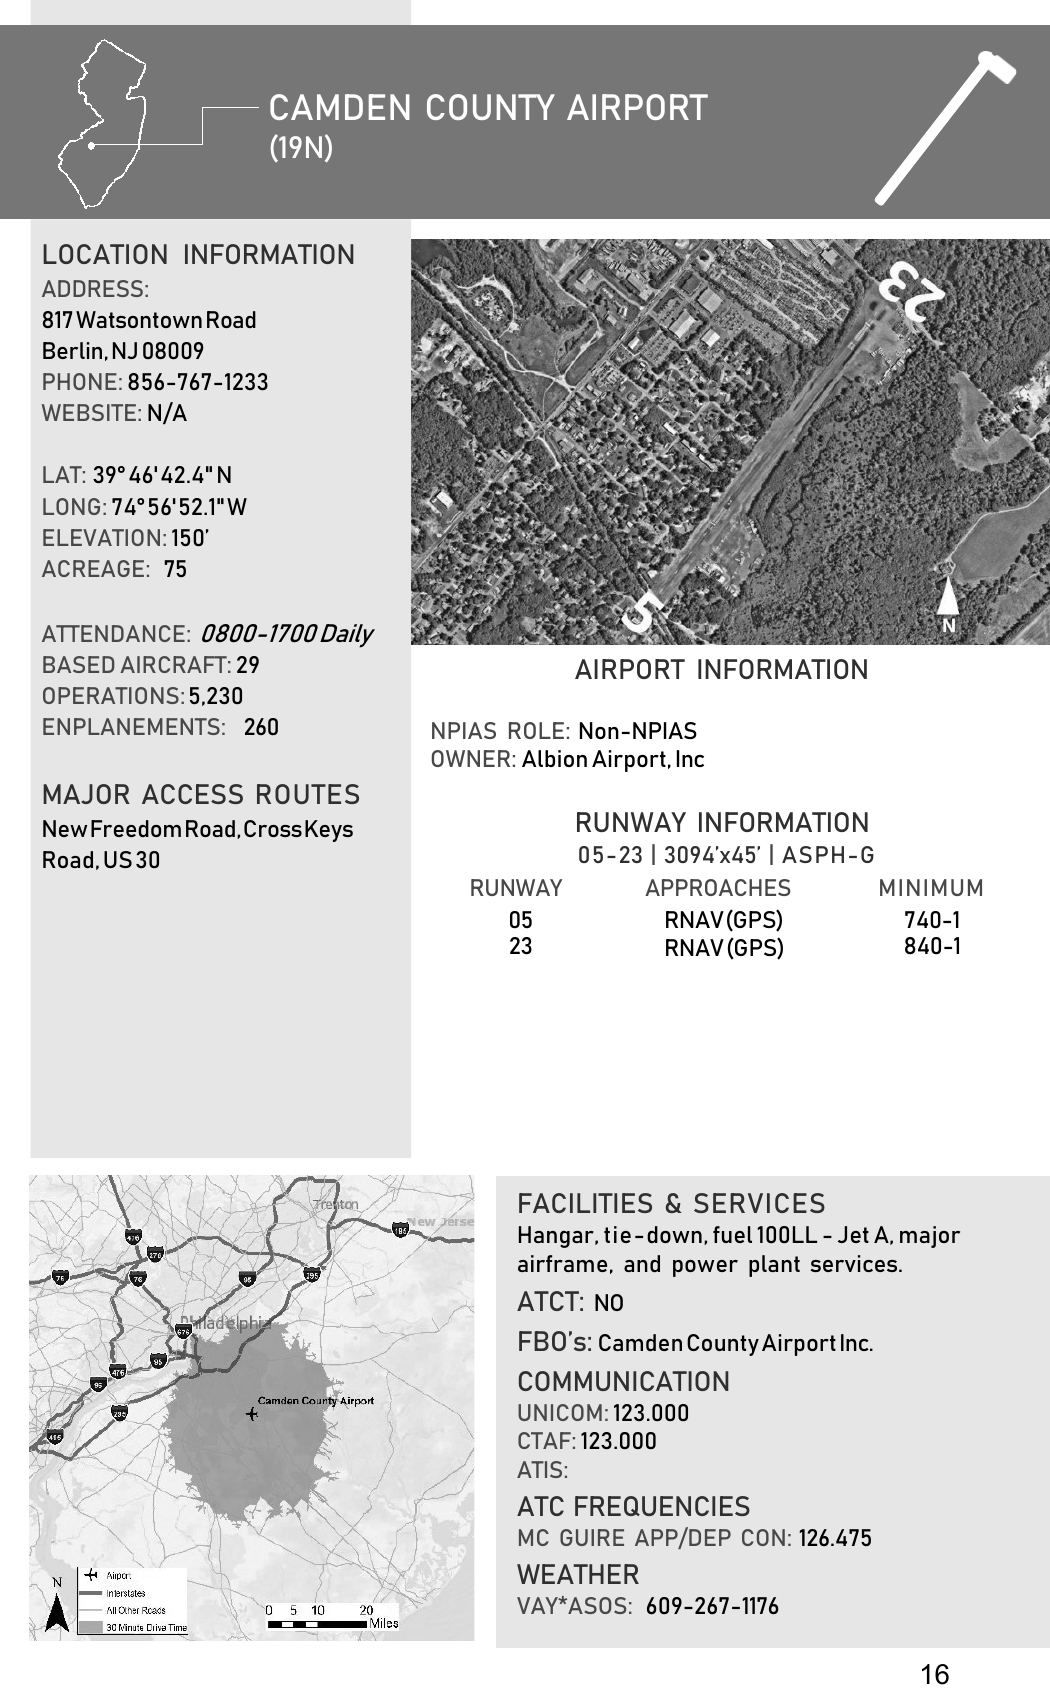 CAMDEN COUNTY AIRPORT
(19N)
LOCATION INFORMATION
ADDRESS:
817 Watsontown Road
Berlin, NJ 08009
PHONE: 856-767-1233
WEBSITE: N/A
LAT: 39° 46' 42.4" N
LONG: 74° 56' 52.1" W
ELEVATION: 150’
ACREAGE: 75
ATTENDANCE: 0800-1700 Daily
BASED AIRCRAFT: 29
OPERATIONS: 5,230
ENPLANEMENTS: 260
MAJOR ACCESS ROUTES
New Freedom Road, Cross Keys
Road, US 30
23
5
N
AIRPORT INFORMATION
NPIAS ROLE: Non-NPIAS
OWNER: Albion Airport, Inc
RUNWAY INFORMATION
05-23 | 3094’x45’ | ASPH-G
RUNWAY APPROACHES MINIMUM
05 RNAV (GPS) 740-1
23 RNAV (GPS) 840-1
Trenton
New Jerse
476
276
195
76
76
95
295
Philadelphia
676
95
476
95
295
495
Camden County Airport
N
Airport
Interstates
All Other Roads
30 Minute Drive Time
0 5 10 20
Miles
FACILITIES & SERVICES
Hangar, tie-down, fuel 100LL - Jet A, major
airframe, and power plant services.
ATCT: NO
FBO’s: Camden County Airport Inc.
COMMUNICATION
UNICOM: 123.000
CTAF: 123.000
ATIS:
ATC FREQUENCIES
MC GUIRE APP/DEP CON: 126.475
WEATHER
VAY*ASOS: 609-267-1176
16